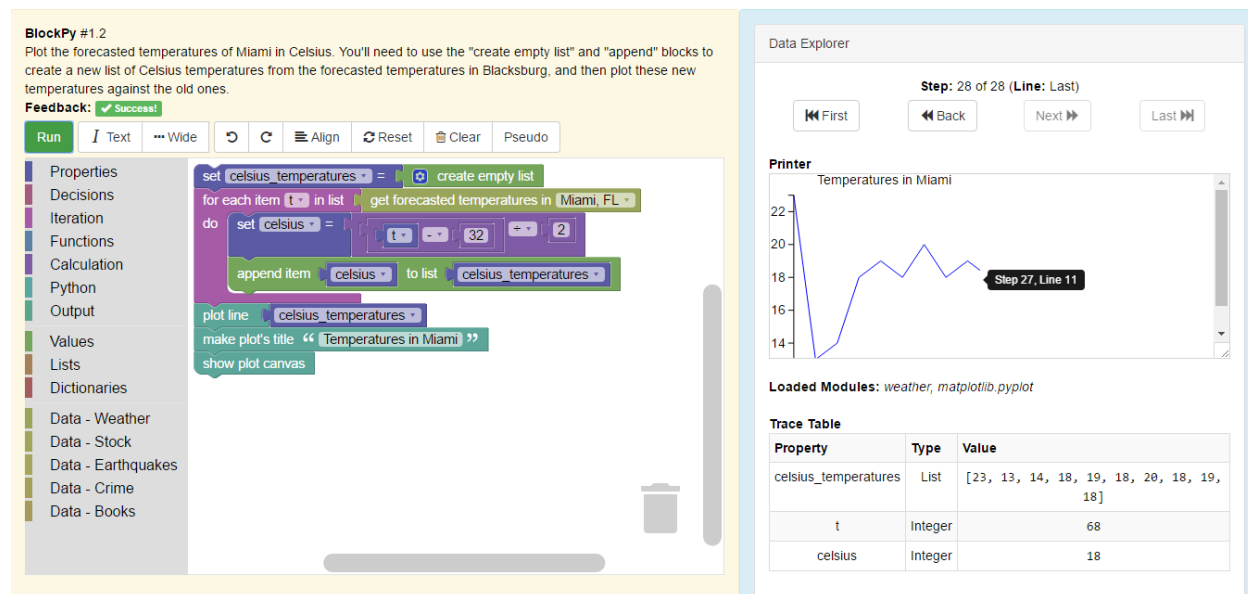 BlockPy #1.2
Plot the forecasted temperatures of Miami in Celsius. You'll need to use the "create empty list" and "append" blocks to
create a new list of Celsius temperatures from the forecasted temperatures in Blacksburg, and then plot these new
temperatures against the old ones.
Feedback: ✔ Success!
Run I Text ••• Wide Align Reset Clear Pseudo
Properties
Decisions
Iteration
Functions
Calculation
Python
Output
Values
Lists
Dictionaries
Data - Weather
Data - Stock
Data - Earthquakes
Data - Crime
Data - Books
set celsius_temperatures = create empty list
for each item t in list get forecasted temperatures in Miami, FL
do set celsius = t - 32 ÷ 2
append item celsius to list celsius_temperatures
plot line celsius_temperatures
make plot's title “ Temperatures in Miami ”
show plot canvas
Data Explorer
Step: 28 of 28 (Line: Last)
First Back Next Last
Printer
Temperatures in Miami
22
20
18
16
14
Step 27, Line 11
Loaded Modules: weather, matplotlib.pyplot
Trace Table
Property Type Value
celsius_temperatures List [23, 13, 14, 18, 19, 18, 20, 18, 19,
18]
t Integer 68
celsius Integer 18